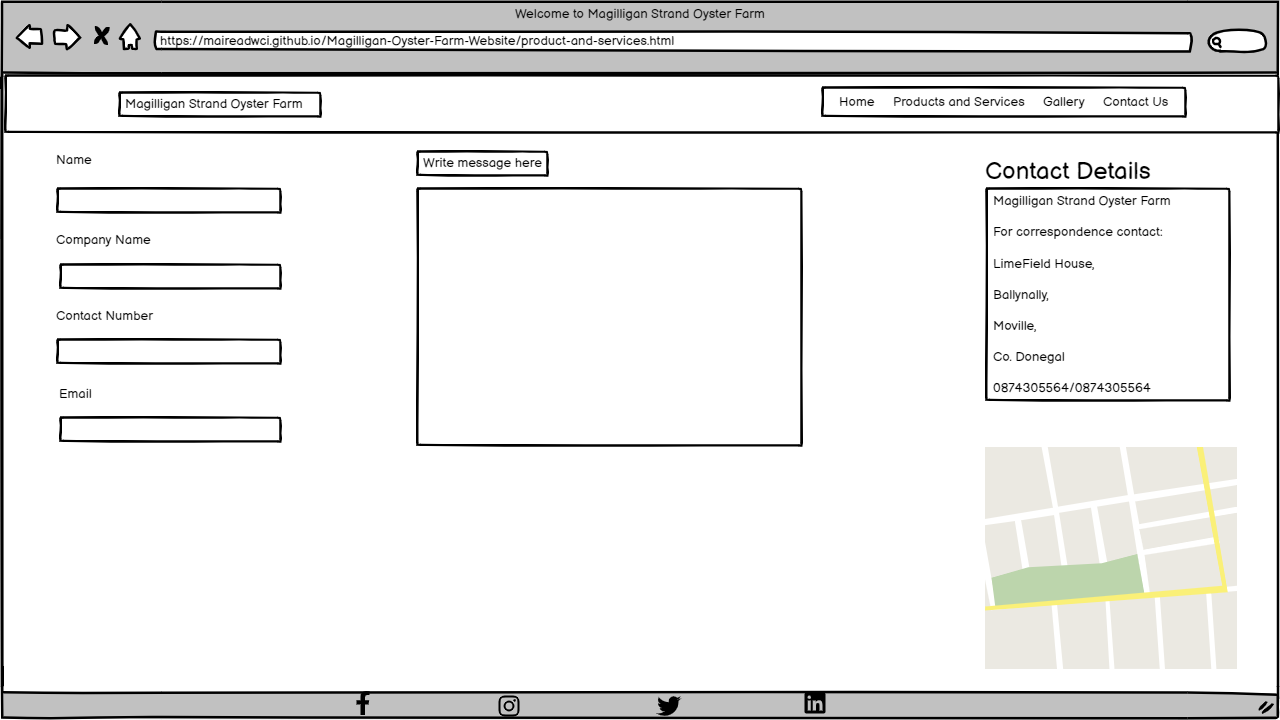 Welcome to Magilligan Strand Oyster Farm
https://maireadwci.github.io/Magilligan-Oyster-Farm-Website/product-and-services.html
Magilligan Strand Oyster Farm
Home Products and Services Gallery Contact Us
Name
Company Name
Contact Number
Email
Write message here
Contact Details
Magilligan Strand Oyster Farm
For correspondence contact:
LimeField House,
Ballynally,
Moville,
Co. Donegal
0874305564/0874305564